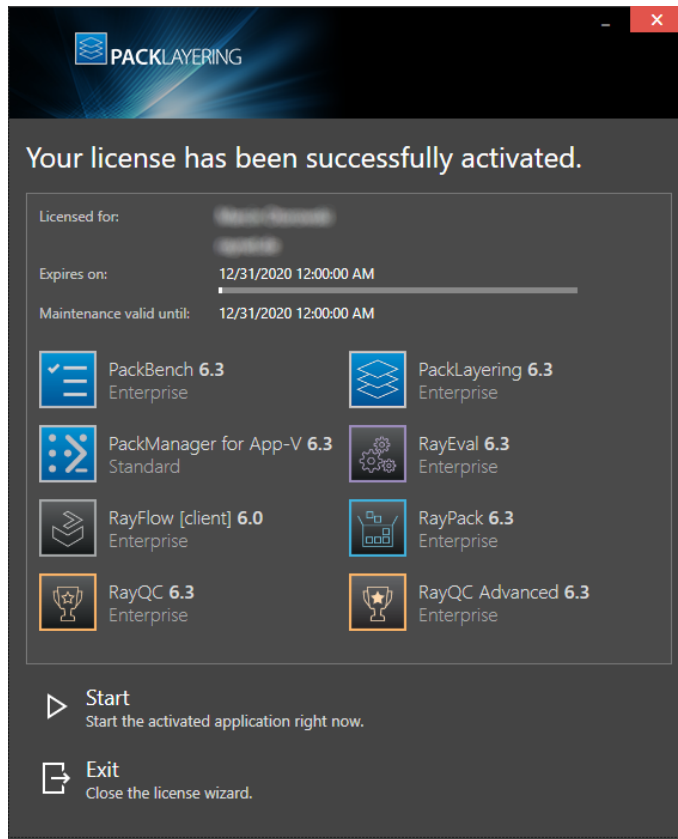 PACKLAYERING
Your license has been successfully activated.
Licensed for:
Expires on: 12/31/2020 12:00:00 AM
Maintenance valid until: 12/31/2020 12:00:00 AM
PackBench 6.3
Enterprise
PackLayering 6.3
Enterprise
PackManager for App-V 6.3
Standard
RayEval 6.3
Enterprise
RayFlow [client] 6.0
Enterprise
RayPack 6.3
Enterprise
RayQC 6.3
Enterprise
RayQC Advanced 6.3
Enterprise
Start
Start the activated application right now.
Exit
Close the license wizard.